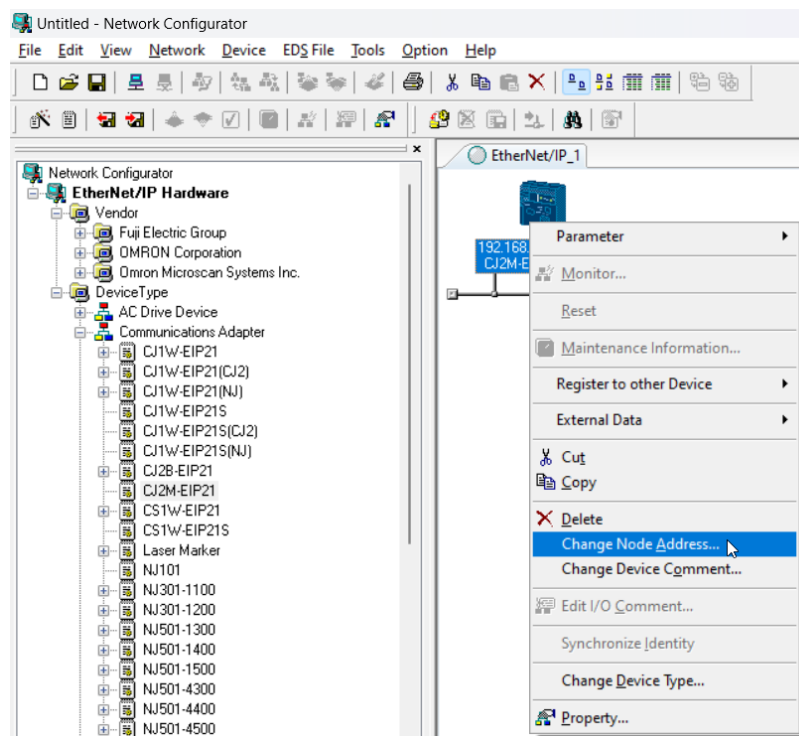 Untitled - Network Configurator
File Edit View Network Device EDS File Tools Option Help
Network Configurator
EtherNet/IP Hardware
Vendor
Fuji Electric Group
OMRON Corporation
Omron Microscan Systems Inc.
DeviceType
AC Drive Device
Communications Adapter
CJ1W-EIP21
CJ1W-EIP21(CJ2)
CJ1W-EIP21(NJ)
CJ1W-EIP21S
CJ1W-EIP21S(CJ2)
CJ1W-EIP21S(NJ)
CJ2B-EIP21
CJ2M-EIP21
CS1W-EIP21
CS1W-EIP21S
Laser Marker
NJ101
NJ301-1100
NJ301-1200
NJ501-1300
NJ501-1400
NJ501-1500
NJ501-4300
NJ501-4400
NJ501-4500
EtherNet/IP_1
192.168.
CJ2M-E
Parameter
Monitor...
Reset
Maintenance Information...
Register to other Device
External Data
Cut
Copy
Delete
Change Node Address...
Change Device Comment...
Edit I/O Comment...
Synchronize Identity
Change Device Type...
Property...